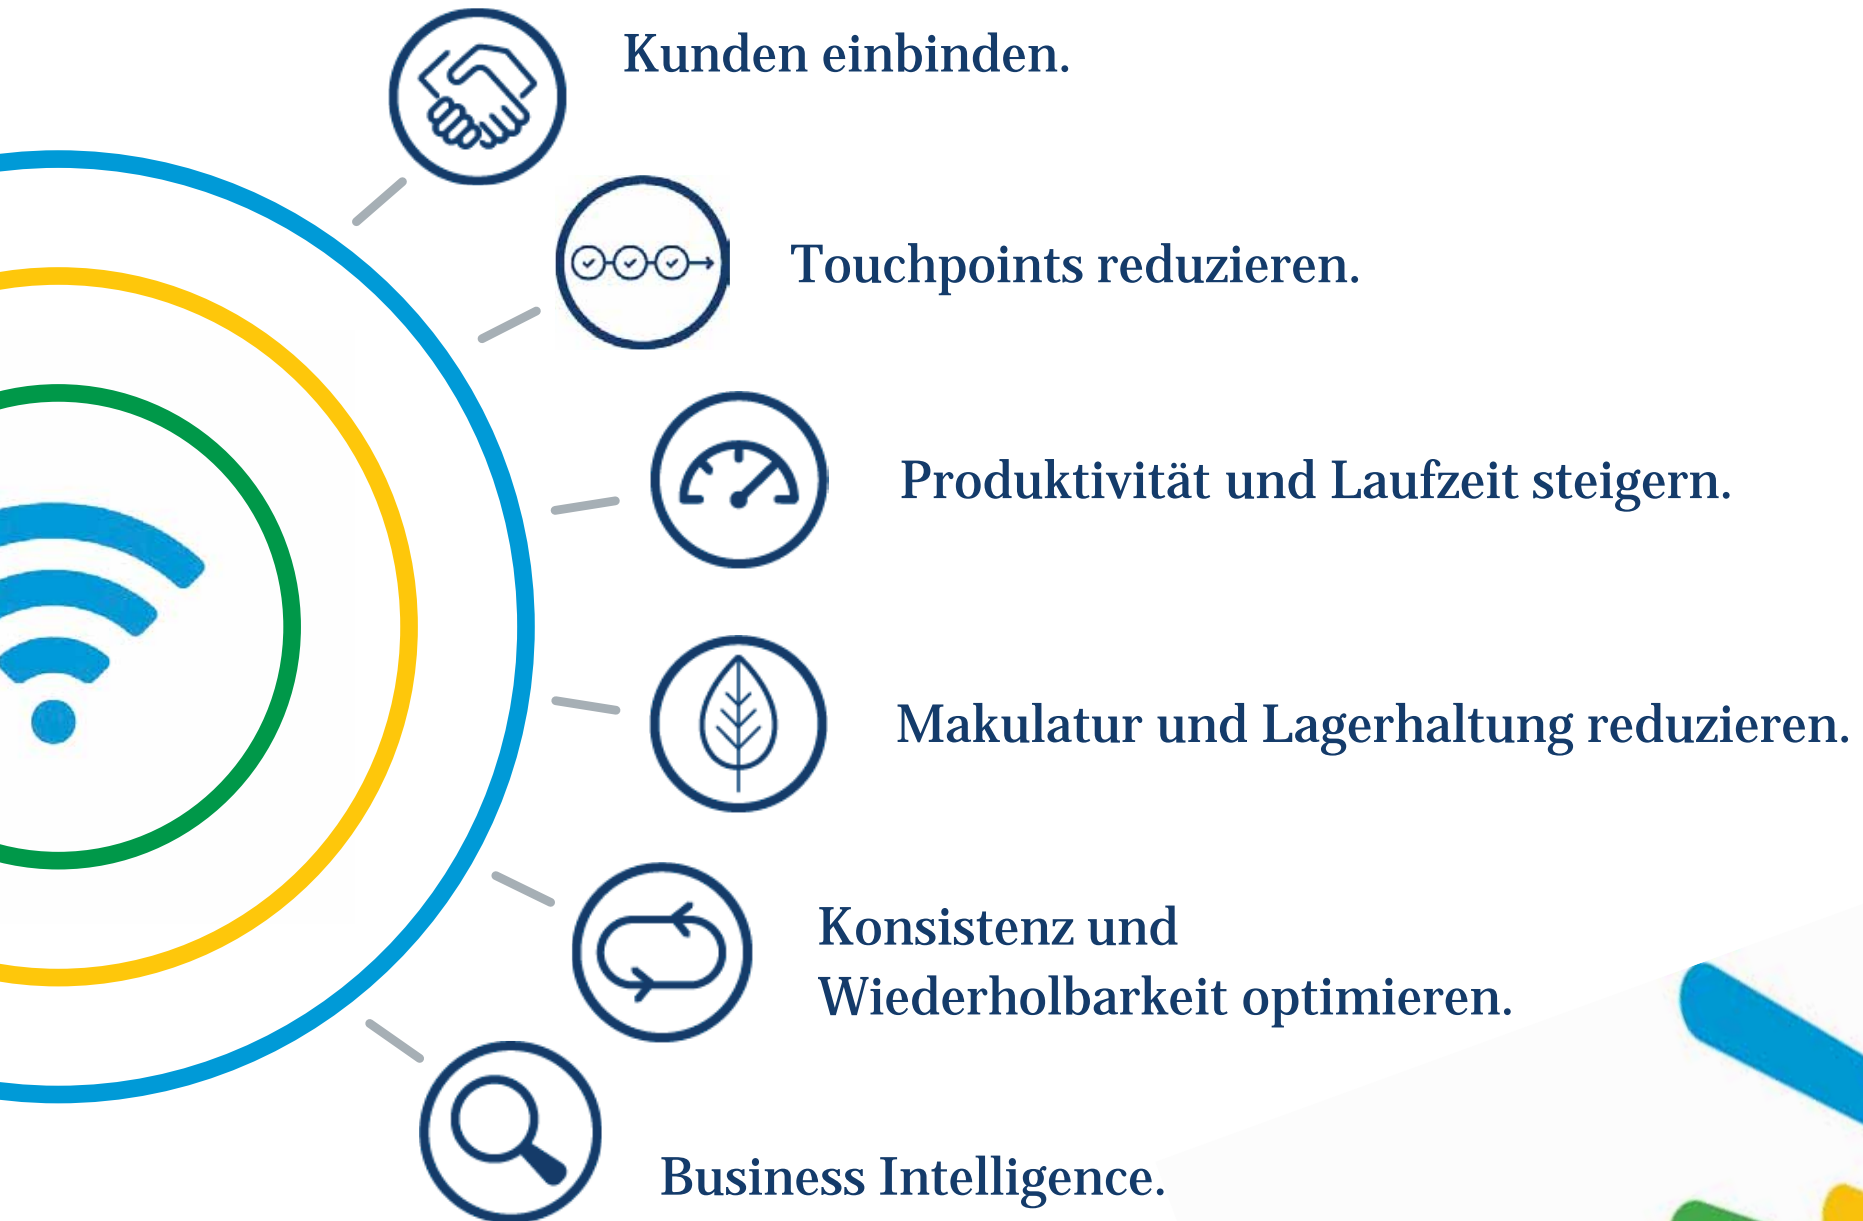 Kunden einbinden.
Touchpoints reduzieren.
Produktivität und Laufzeit steigern.
Makulatur und Lagerhaltung reduzieren.
Konsistenz und
Wiederholbarkeit optimieren.
Business Intelligence.